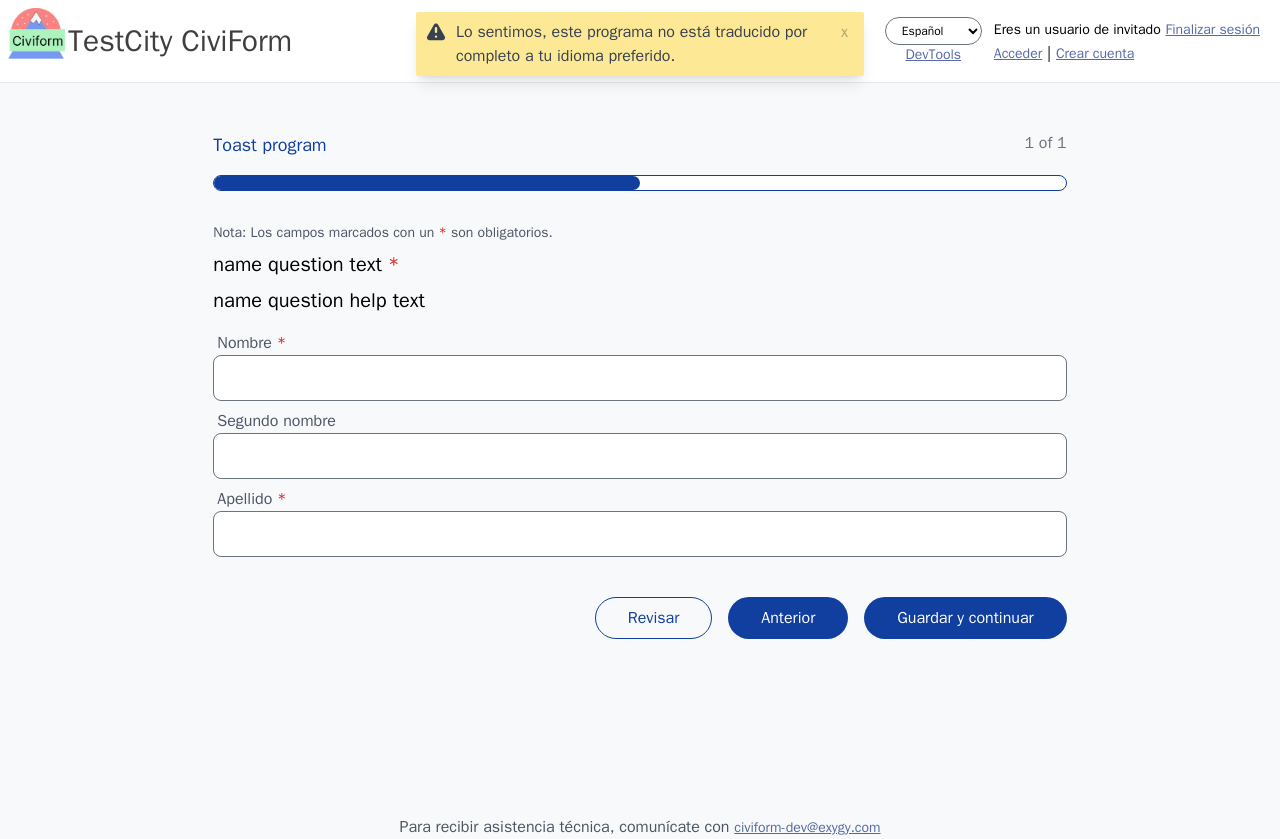 Civiform
TestCity CiviForm
Lo sentimos, este programa no está traducido por
completo a tu idioma preferido.
x
Español
DevTools
Eres un usuario de invitado Finalizar sesión
Acceder | Crear cuenta
Toast program
1 of 1
Nota: Los campos marcados con un * son obligatorios.
name question text *
name question help text
Nombre *
Segundo nombre
Apellido *
Revisar
Anterior
Guardar y continuar
Para recibir asistencia técnica, comunícate con civiform-dev@exygy.com